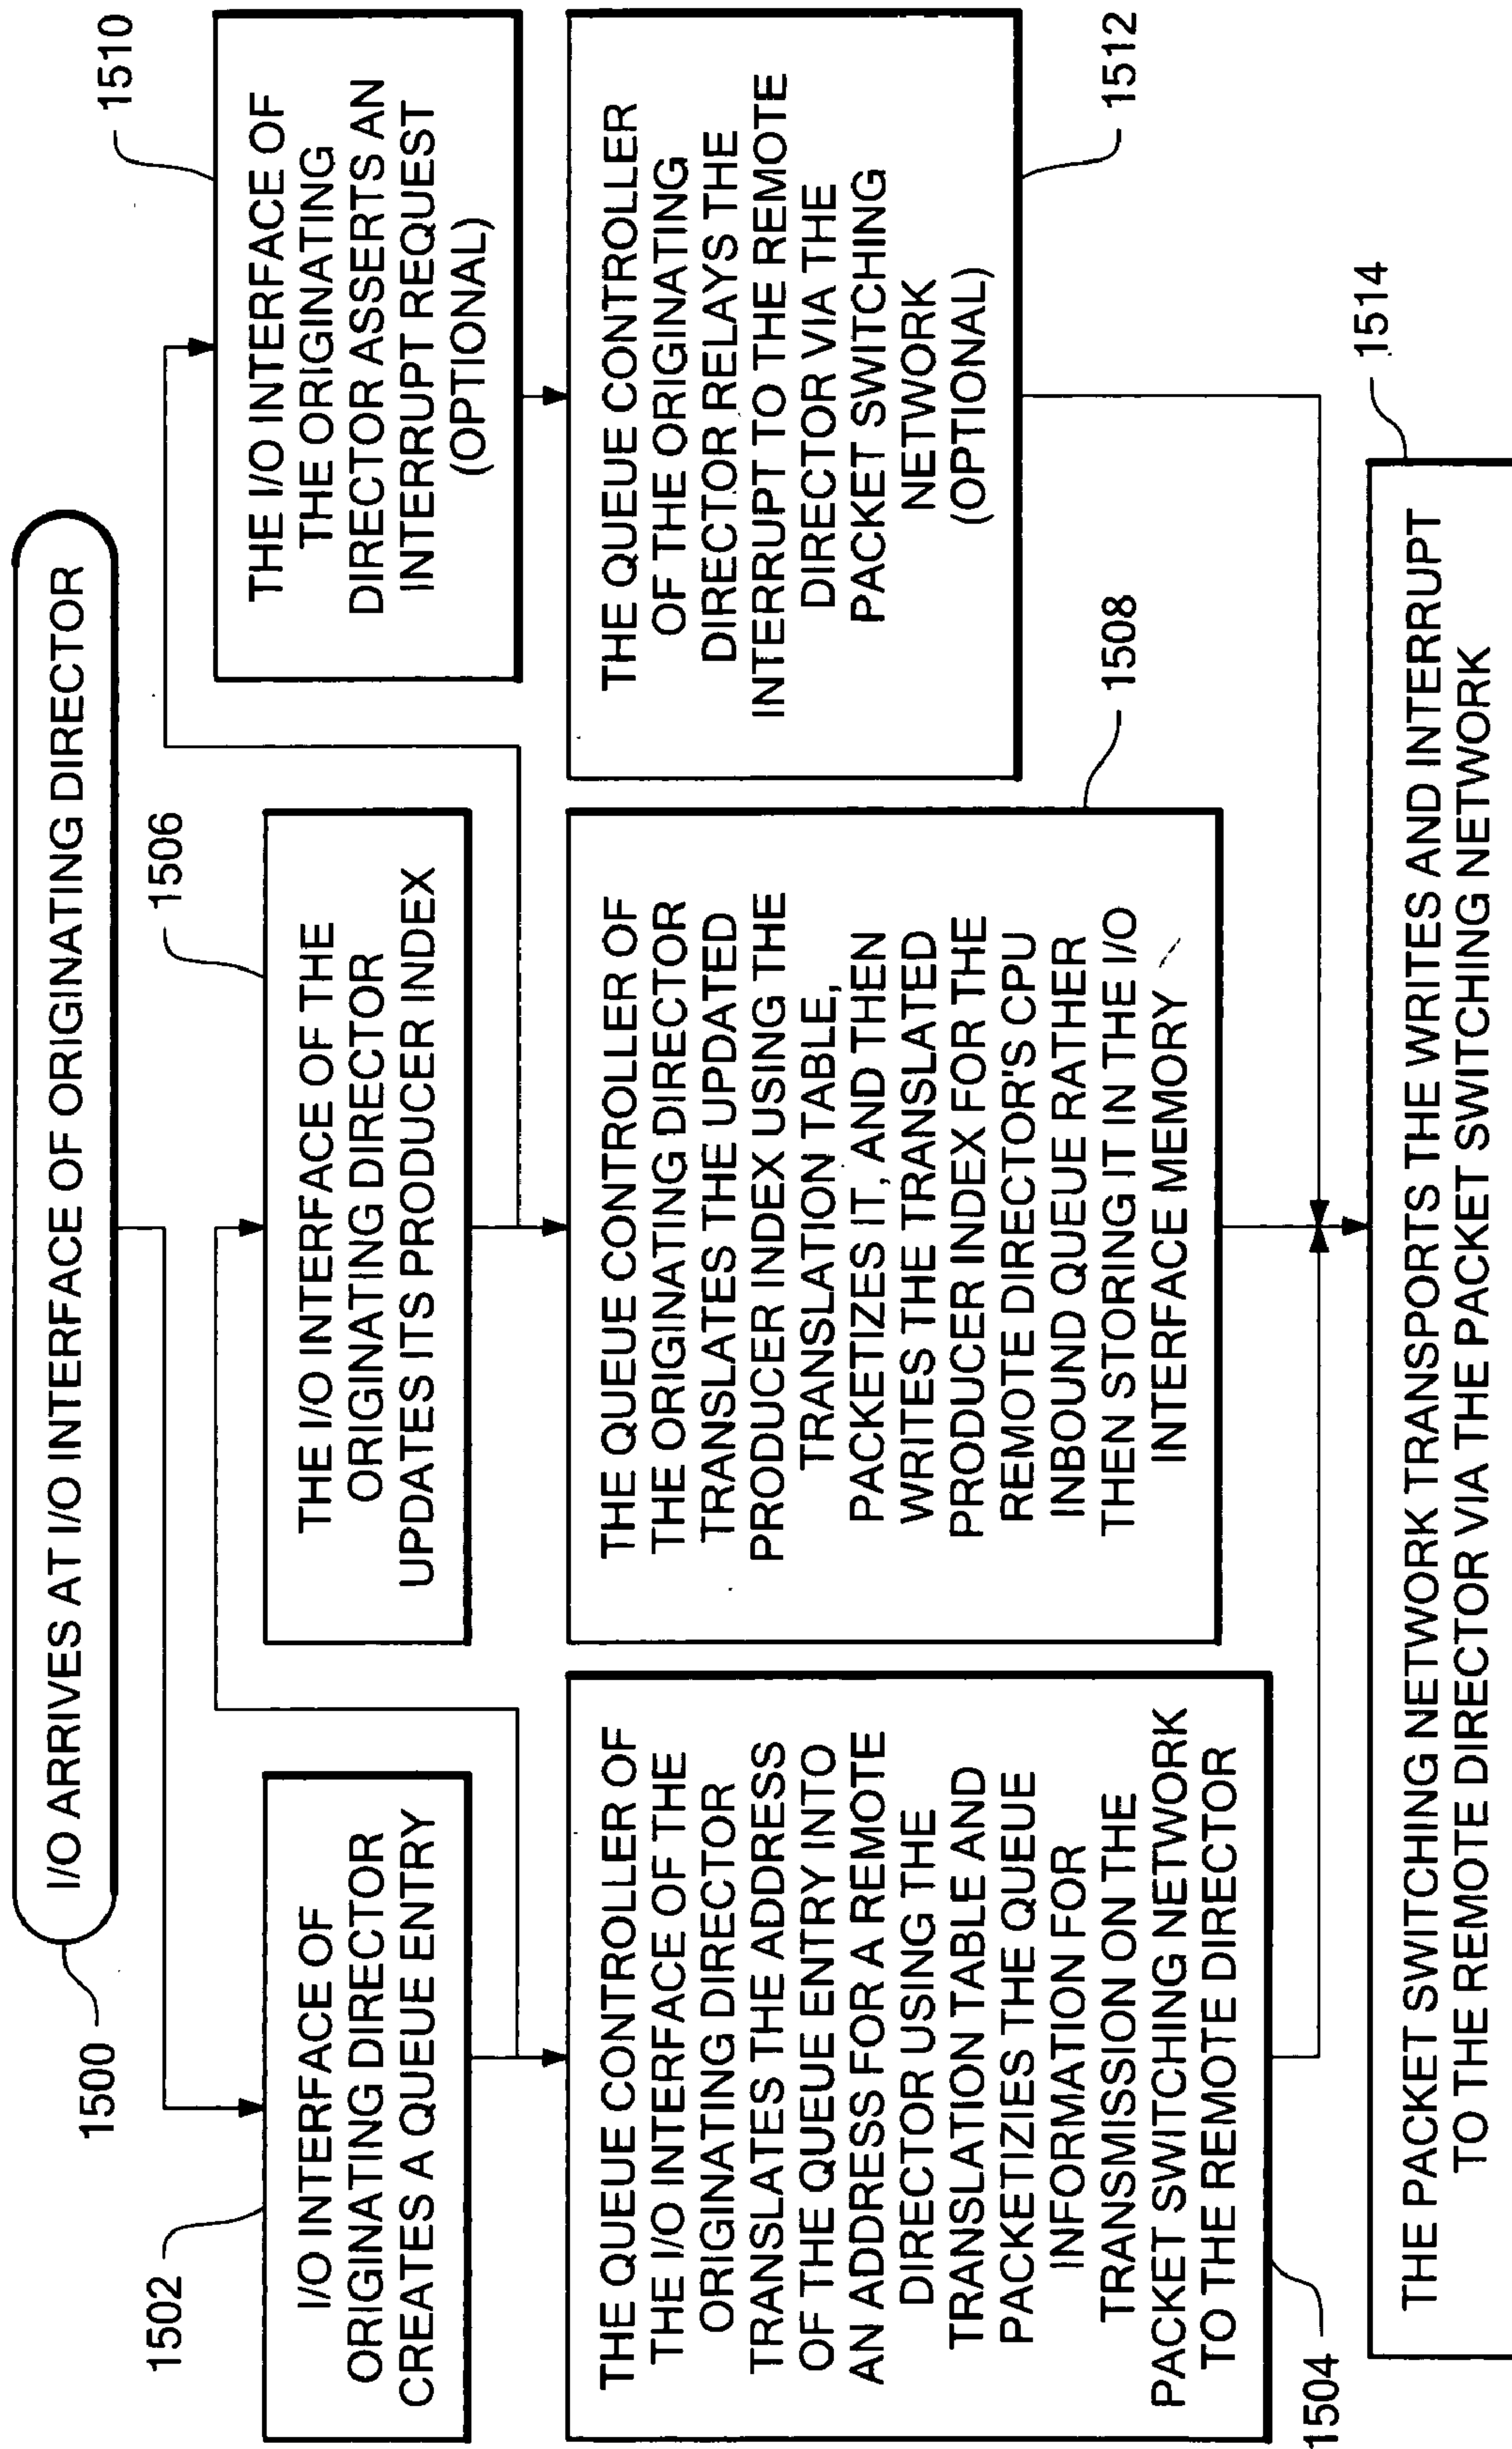 I/O ARRIVES AT I/O INTERFACE OF ORIGINATING DIRECTOR
1500
1502
I/O INTERFACE OF
ORIGINATING DIRECTOR
CREATES A QUEUE ENTRY
THE QUEUE CONTROLLER OF
THE I/O INTERFACE OF THE
ORIGINATING DIRECTOR
TRANSLATES THE ADDRESS
OF THE QUEUE ENTRY INTO
AN ADDRESS FOR A REMOTE
DIRECTOR USING THE
TRANSLATION TABLE AND
PACKETIZIES THE QUEUE
INFORMATION FOR
TRANSMISSION ON THE
PACKET SWITCHING NETWORK
TO THE REMOTE DIRECTOR
1504
1506
THE I/O INTERFACE OF THE
ORIGINATING DIRECTOR
UPDATES ITS PRODUCER INDEX
THE QUEUE CONTROLLER OF
THE ORIGINATING DIRECTOR
TRANSLATES THE UPDATED
PRODUCER INDEX USING THE
TRANSLATION TABLE,
PACKETIZES IT, AND THEN
WRITES THE TRANSLATED
PRODUCER INDEX FOR THE
REMOTE DIRECTOR'S CPU
INBOUND QUEUE RATHER
THEN STORING IT IN THE I/O
INTERFACE MEMORY
1508
1510
THE I/O INTERFACE OF
THE ORIGINATING
DIRECTOR ASSERTS AN
INTERRUPT REQUEST
(OPTIONAL)
THE QUEUE CONTROLLER
OF THE ORIGINATING
DIRECTOR RELAYS THE
INTERRUPT TO THE REMOTE
DIRECTOR VIA THE
PACKET SWITCHING
NETWORK
(OPTIONAL)
1512
1514
THE PACKET SWITCHING NETWORK TRANSPORTS THE WRITES AND INTERRUPT
TO THE REMOTE DIRECTOR VIA THE PACKET SWITCHING NETWORK